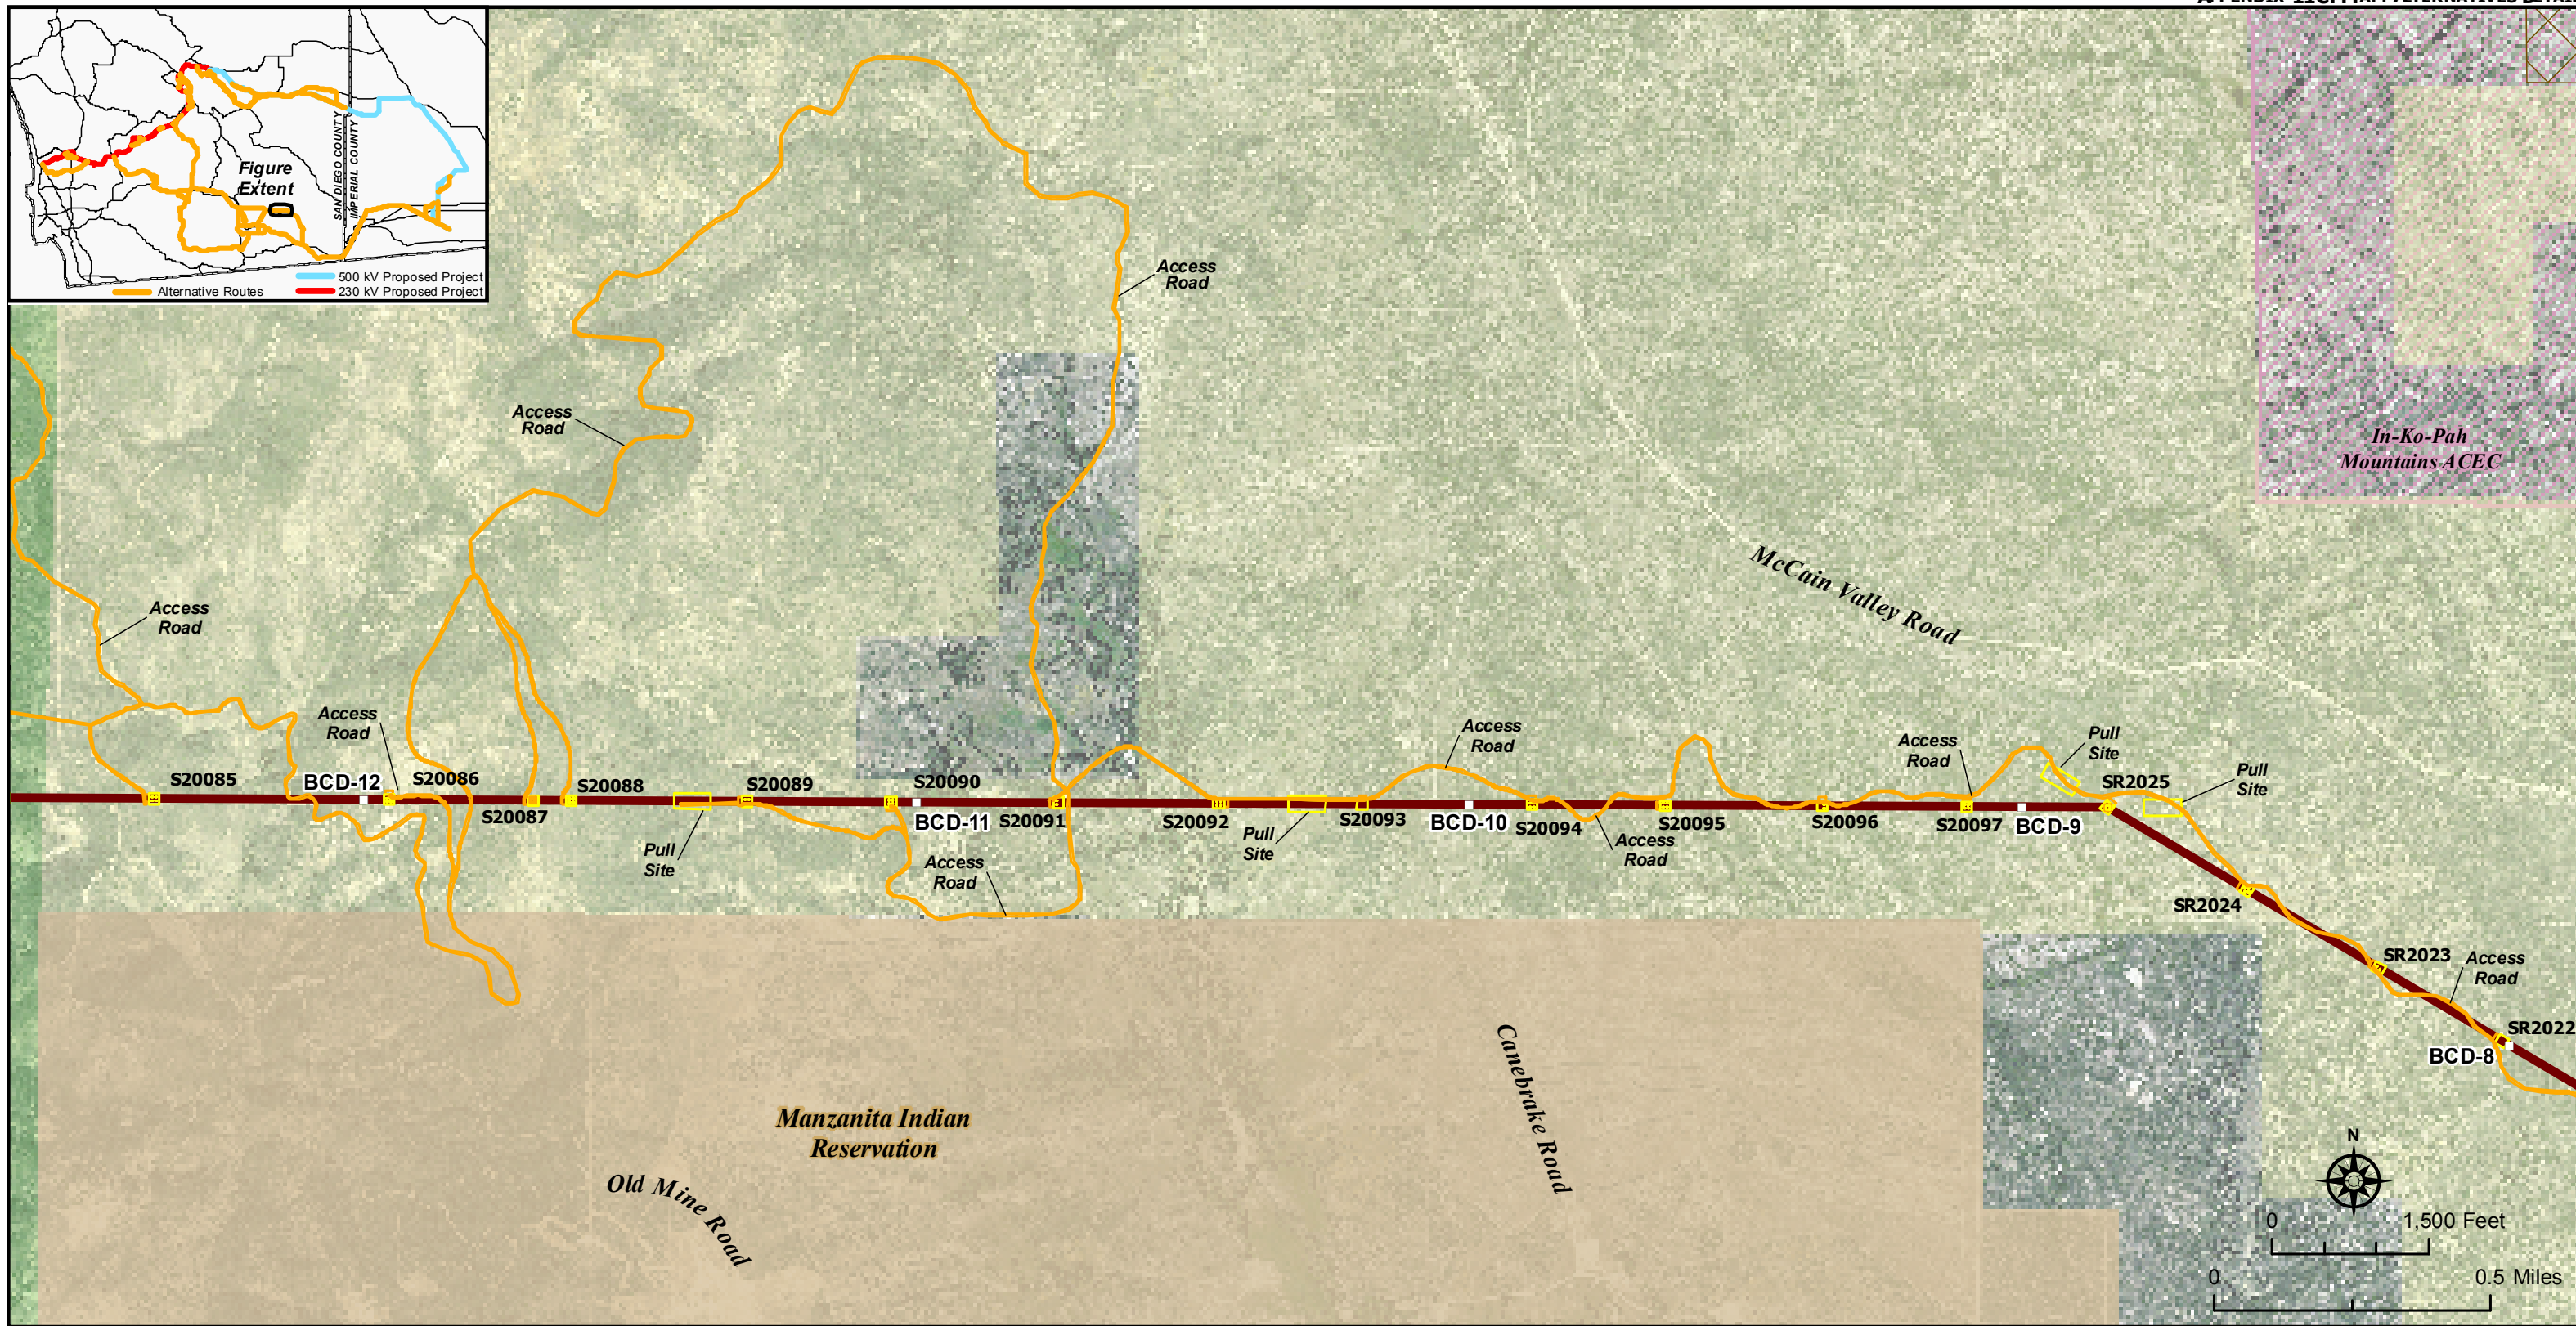 Figure
Extent
SAN DIEGO COUNTY
IMPERIAL COUNTY
500 kV Proposed Project
Alternative Routes
230 kV Proposed Project
Access
Road
Access
Road
In-Ko-Pah
Mountains ACEC
McCain Valley Road
Access
Road
Access
Road
Access
Road
Access
Road
Pull
Site
Pull
Site
S20085
BCD-12
S20086
S20087
S20088
S20089
S20090
BCD-11
S20091
S20092
S20093
BCD-10
S20094
S20095
S20096
S20097
BCD-9
SR2025
Pull
Site
Access
Road
Pull
Site
Access
Road
SR2024
SR2023
Access
Road
SR2022
BCD-8
Manzanita Indian
Reservation
Old Mine Road
Canebrake Road
N
0 1,500 Feet
0 0.5 Miles